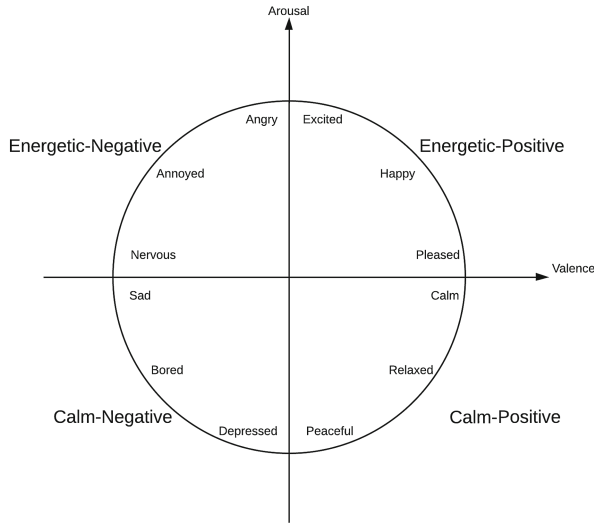 Arousal
Angry
Excited
Energetic-Negative
Energetic-Positive
Annoyed
Happy
Nervous
Pleased
Valence
Sad
Calm
Bored
Relaxed
Calm-Negative
Calm-Positive
Depressed
Peaceful